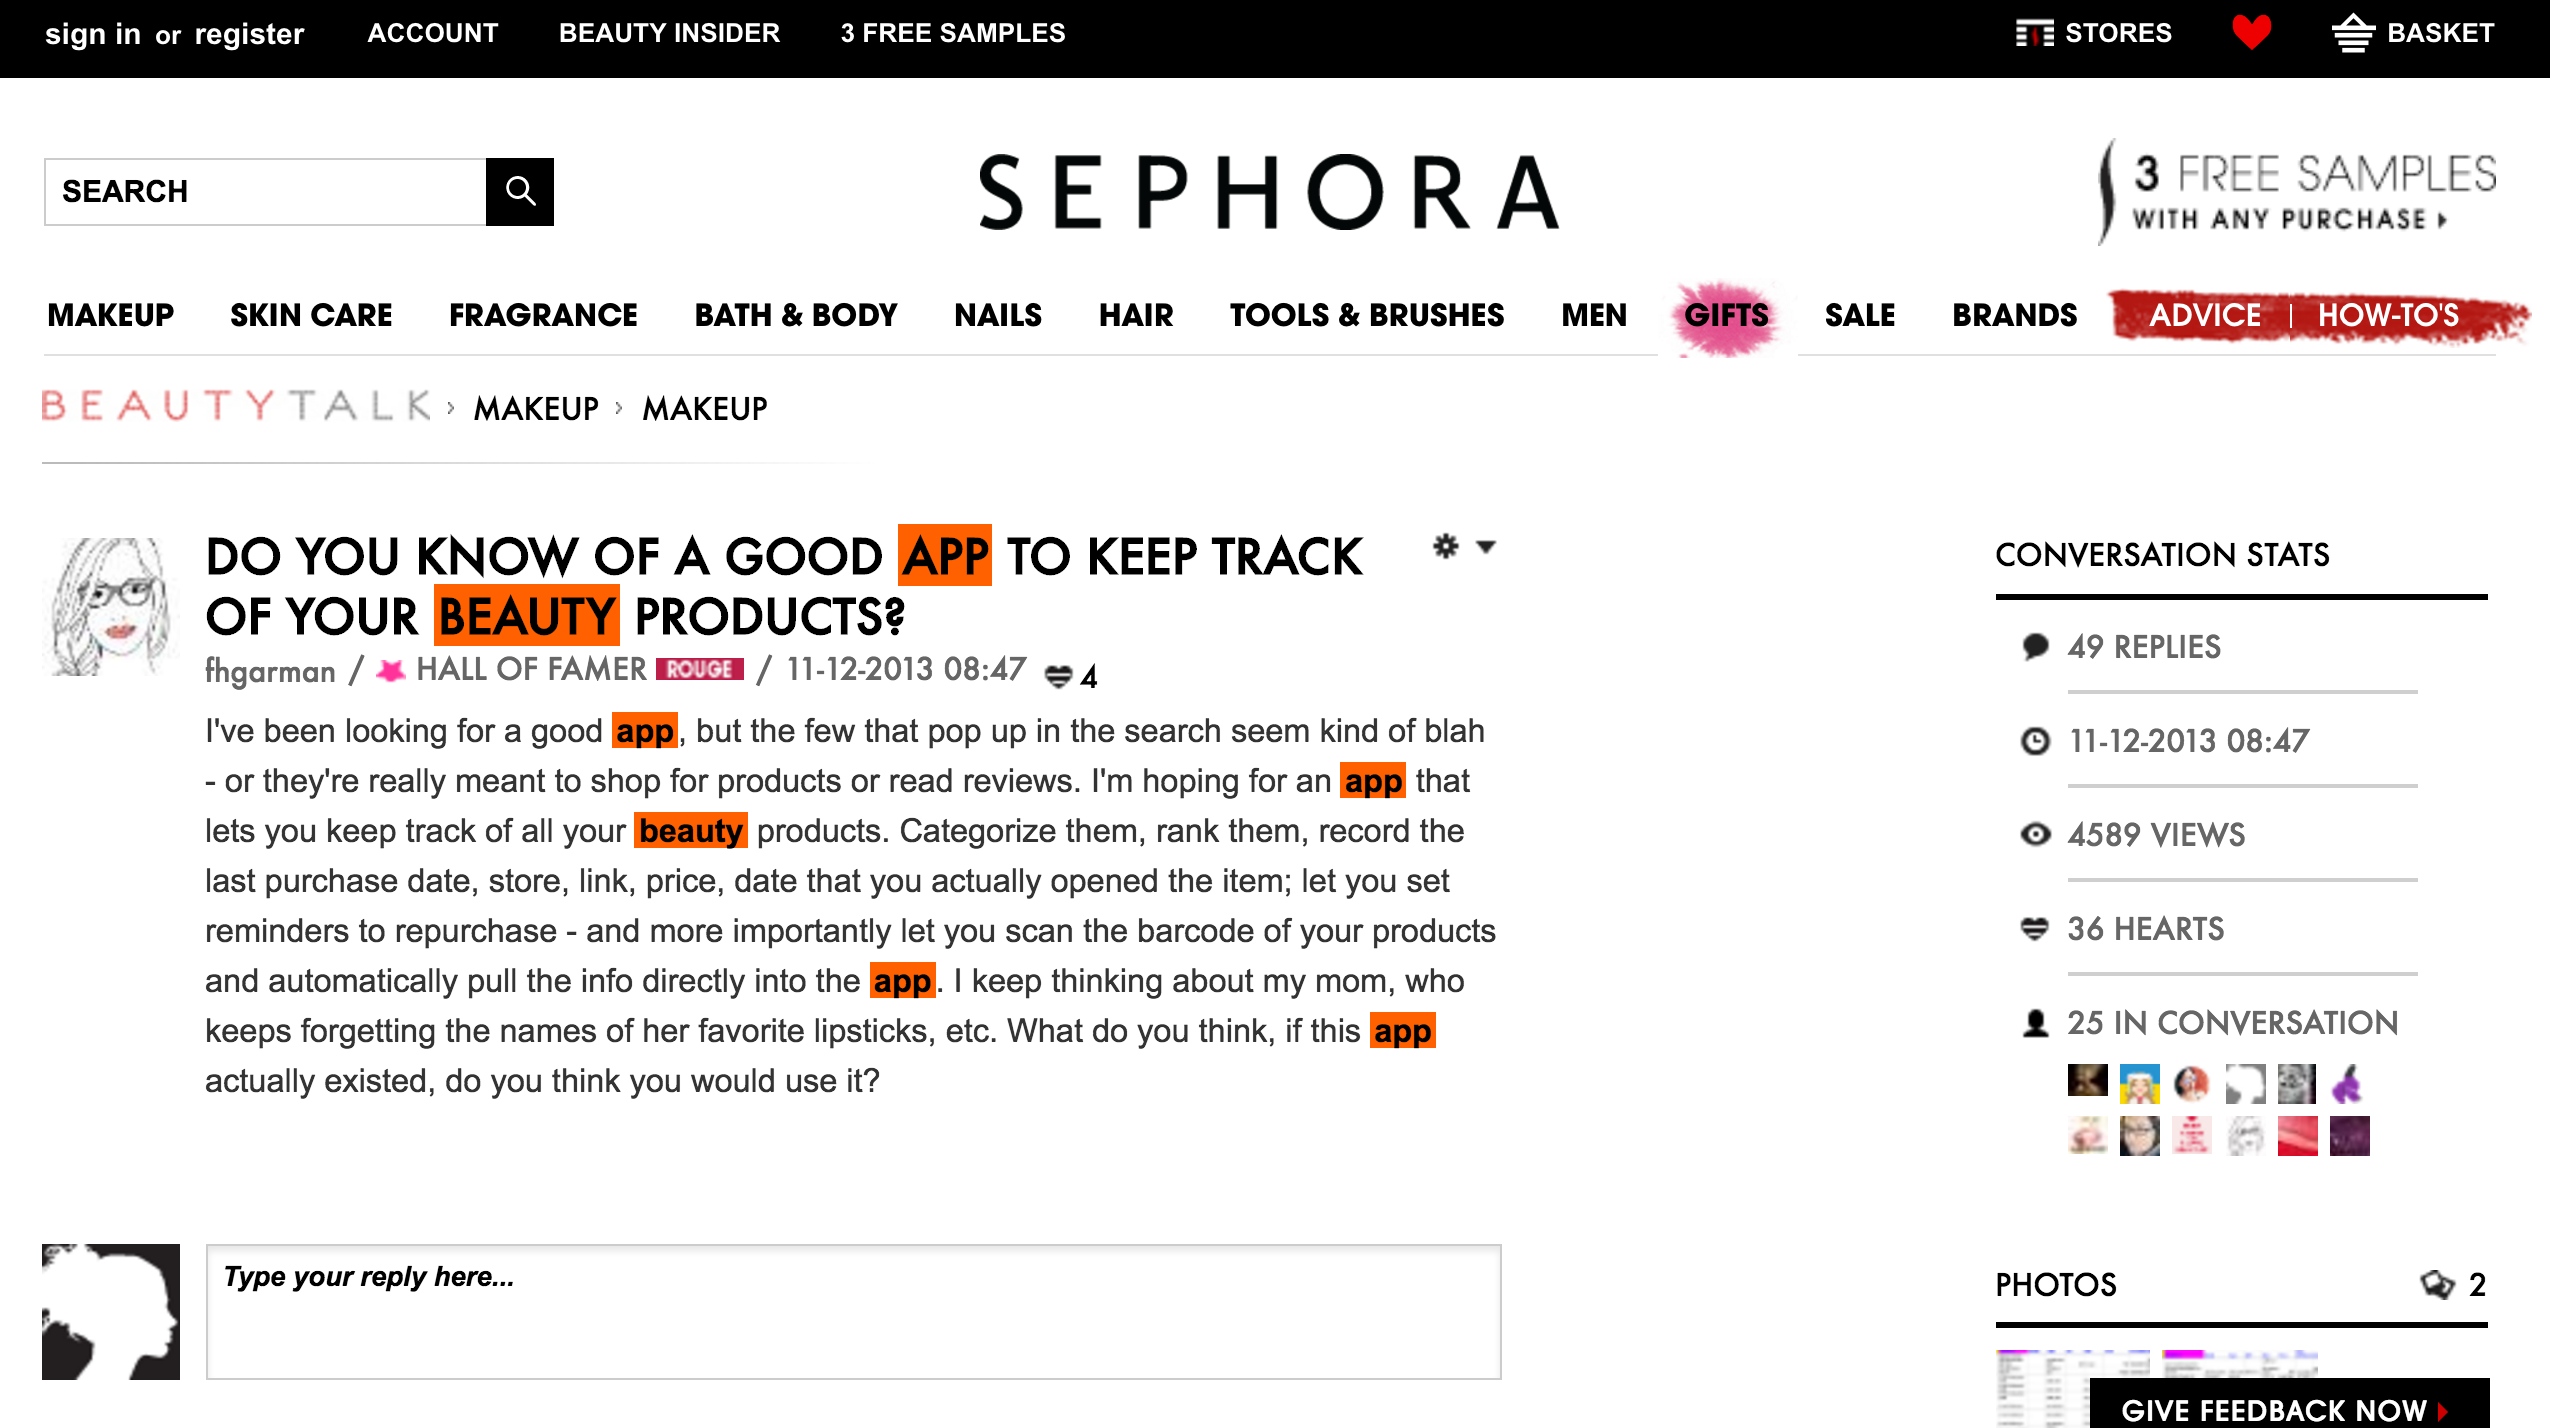 sign in or register ACCOUNT BEAUTY INSIDER 3 FREE SAMPLES STORES BASKET
SEARCH
SEPHORA
3 FREE SAMPLES
WITH ANY PURCHASE
MAKEUP SKIN CARE FRAGRANCE BATH & BODY NAILS HAIR TOOLS & BRUSHES MEN GIFTS SALE BRANDS ADVICE | HOW-TO'S
BEAUTYTALK › MAKEUP › MAKEUP
DO YOU KNOW OF A GOOD APP TO KEEP TRACK
OF YOUR BEAUTY PRODUCTS?
fhgarman / HALL OF FAMER ROUGE / 11-12-2013 08:47 4
I've been looking for a good app, but the few that pop up in the search seem kind of blah
- or they're really meant to shop for products or read reviews. I'm hoping for an app that
lets you keep track of all your beauty products. Categorize them, rank them, record the
last purchase date, store, link, price, date that you actually opened the item; let you set
reminders to repurchase - and more importantly let you scan the barcode of your products
and automatically pull the info directly into the app. I keep thinking about my mom, who
keeps forgetting the names of her favorite lipsticks, etc. What do you think, if this app
actually existed, do you think you would use it?
Type your reply here...
CONVERSATION STATS
49 REPLIES
11-12-2013 08:47
4589 VIEWS
36 HEARTS
25 IN CONVERSATION
PHOTOS 2
GIVE FEEDBACK NOW